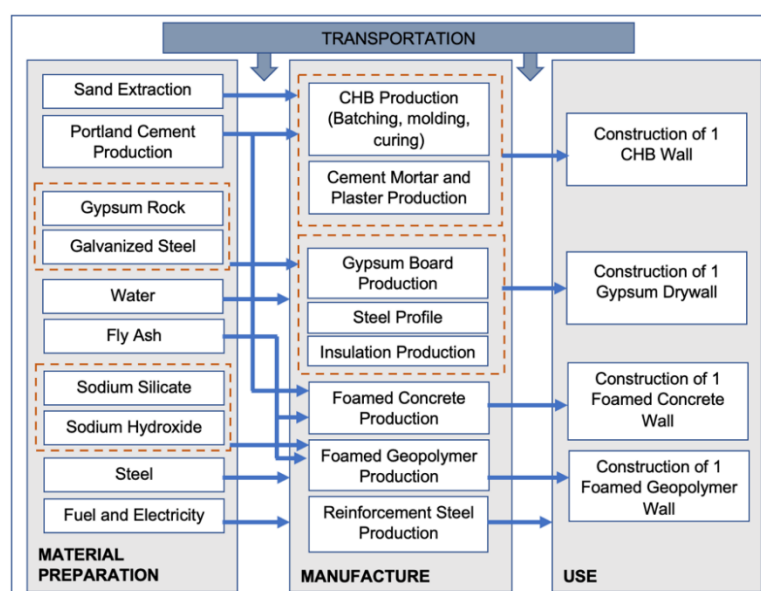 TRANSPORTATION
Sand Extraction
Portland Cement
Production
Gypsum Rock
Galvanized Steel
Water
Fly Ash
Sodium Silicate
Sodium Hydroxide
Steel
Fuel and Electricity
MATERIAL
PREPARATION
CHB Production
(Batching, molding,
curing)
Cement Mortar and
Plaster Production
Gypsum Board
Production
Steel Profile
Insulation Production
Foamed Concrete
Production
Foamed Geopolymer
Production
Reinforcement Steel
Production
MANUFACTURE
Construction of 1
CHB Wall
Construction of 1
Gypsum Drywall
Construction of 1
Foamed Concrete
Wall
Construction of 1
Foamed Geopolymer
Wall
USE